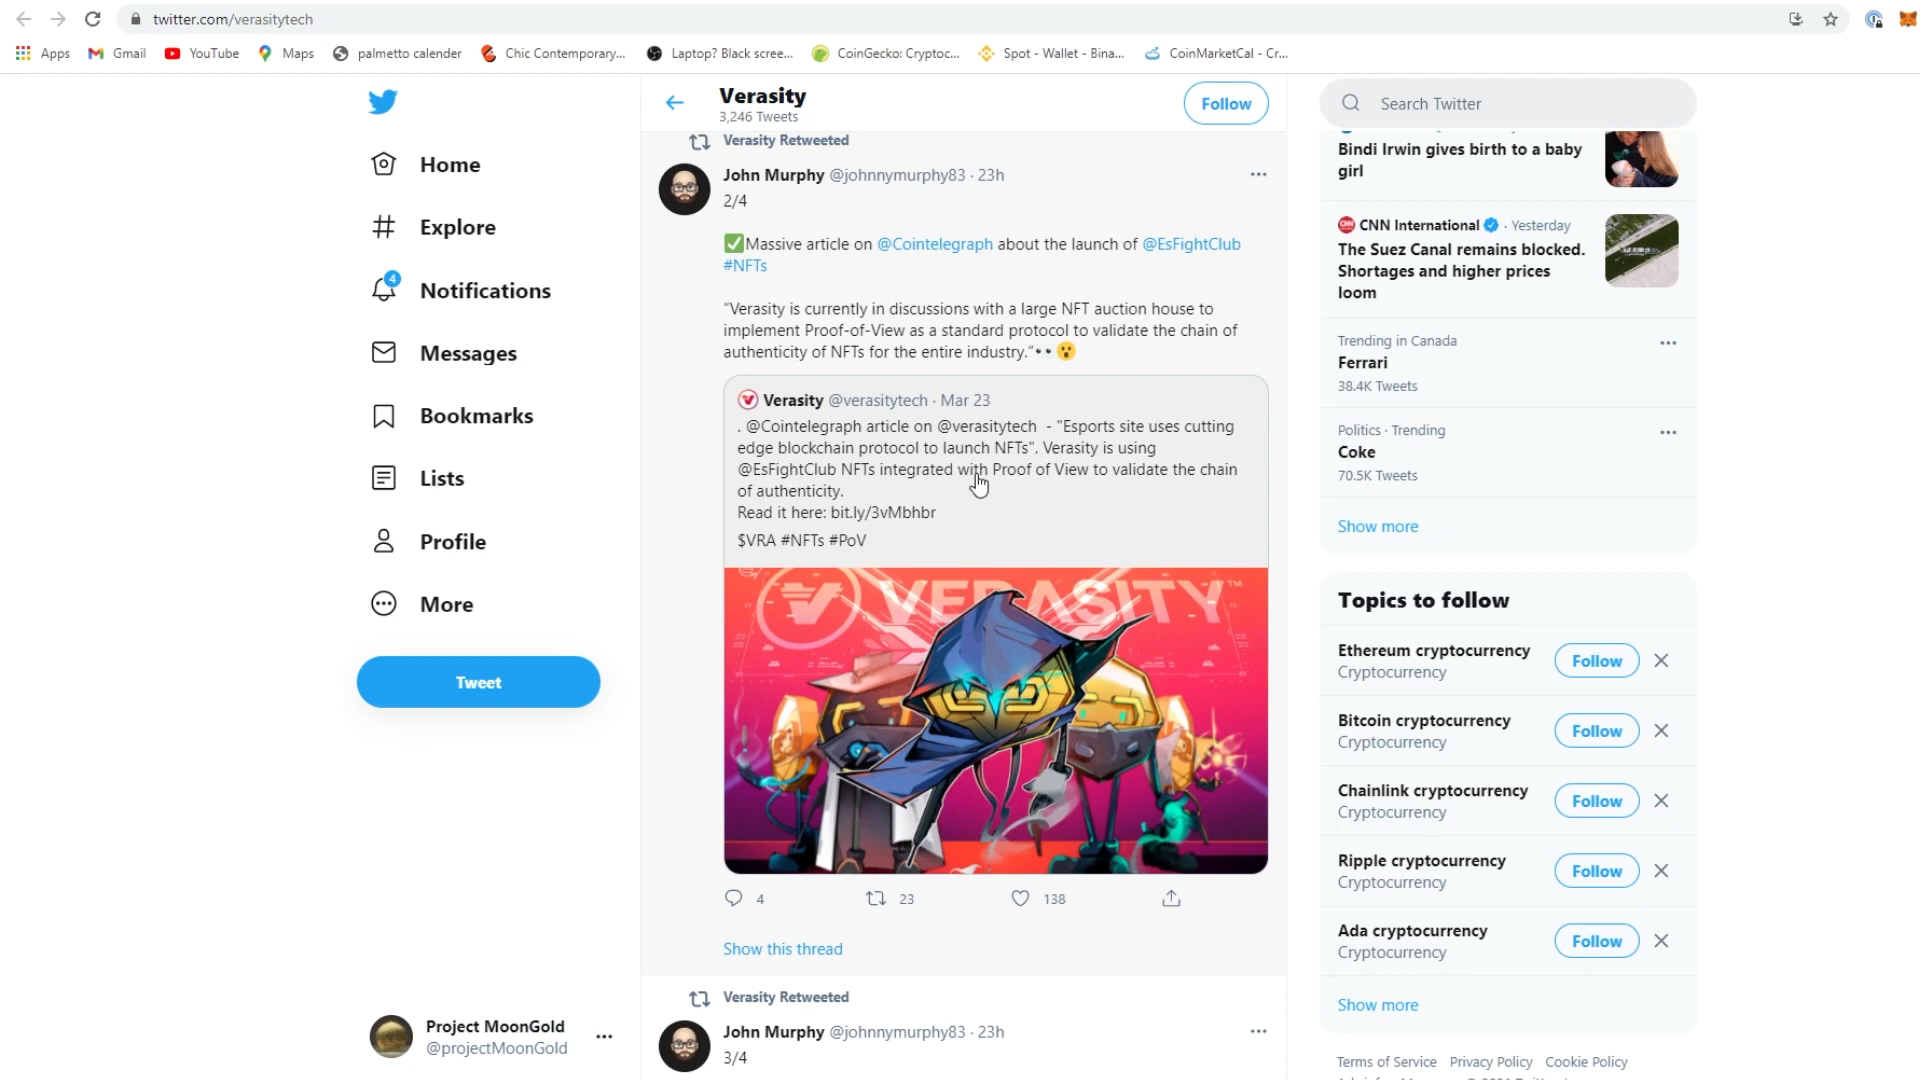 twitter.com/verasitytech
Apps
Gmail
YouTube
Maps
palmetto calender
Chic Contemporary...
Laptop? Black scree...
CoinGecko: Cryptoc...
Spot - Wallet - Bina...
CoinMarketCal - Cr...
Home
Explore
4
Notifications
Messages
Bookmarks
Lists
Profile
More
Tweet
Project MoonGold
@projectMoonGold
Verasity
3,246 Tweets
Follow
Verasity Retweeted
John Murphy @johnnymurphy83 · 23h
2/4
✅Massive article on @Cointelegraph about the launch of @EsFightClub
#NFTs
“Verasity is currently in discussions with a large NFT auction house to
implement Proof-of-View as a standard protocol to validate the chain of
authenticity of NFTs for the entire industry.”👀😮
Verasity @verasitytech · Mar 23
. @Cointelegraph article on @verasitytech - "Esports site uses cutting
edge blockchain protocol to launch NFTs". Verasity is using
@EsFightClub NFTs integrated with Proof of View to validate the chain
of authenticity.
Read it here: bit.ly/3vMbhbr
$VRA #NFTs #PoV
VERASITY™
4
23
138
Show this thread
Verasity Retweeted
John Murphy @johnnymurphy83 · 23h
3/4
Search Twitter
Bindi Irwin gives birth to a baby
girl
CNN International · Yesterday
The Suez Canal remains blocked.
Shortages and higher prices
loom
Trending in Canada
Ferrari
38.4K Tweets
Politics · Trending
Coke
70.5K Tweets
Show more
Topics to follow
Ethereum cryptocurrency
Cryptocurrency
Follow
Bitcoin cryptocurrency
Cryptocurrency
Follow
Chainlink cryptocurrency
Cryptocurrency
Follow
Ripple cryptocurrency
Cryptocurrency
Follow
Ada cryptocurrency
Cryptocurrency
Follow
Show more
Terms of Service Privacy Policy Cookie Policy